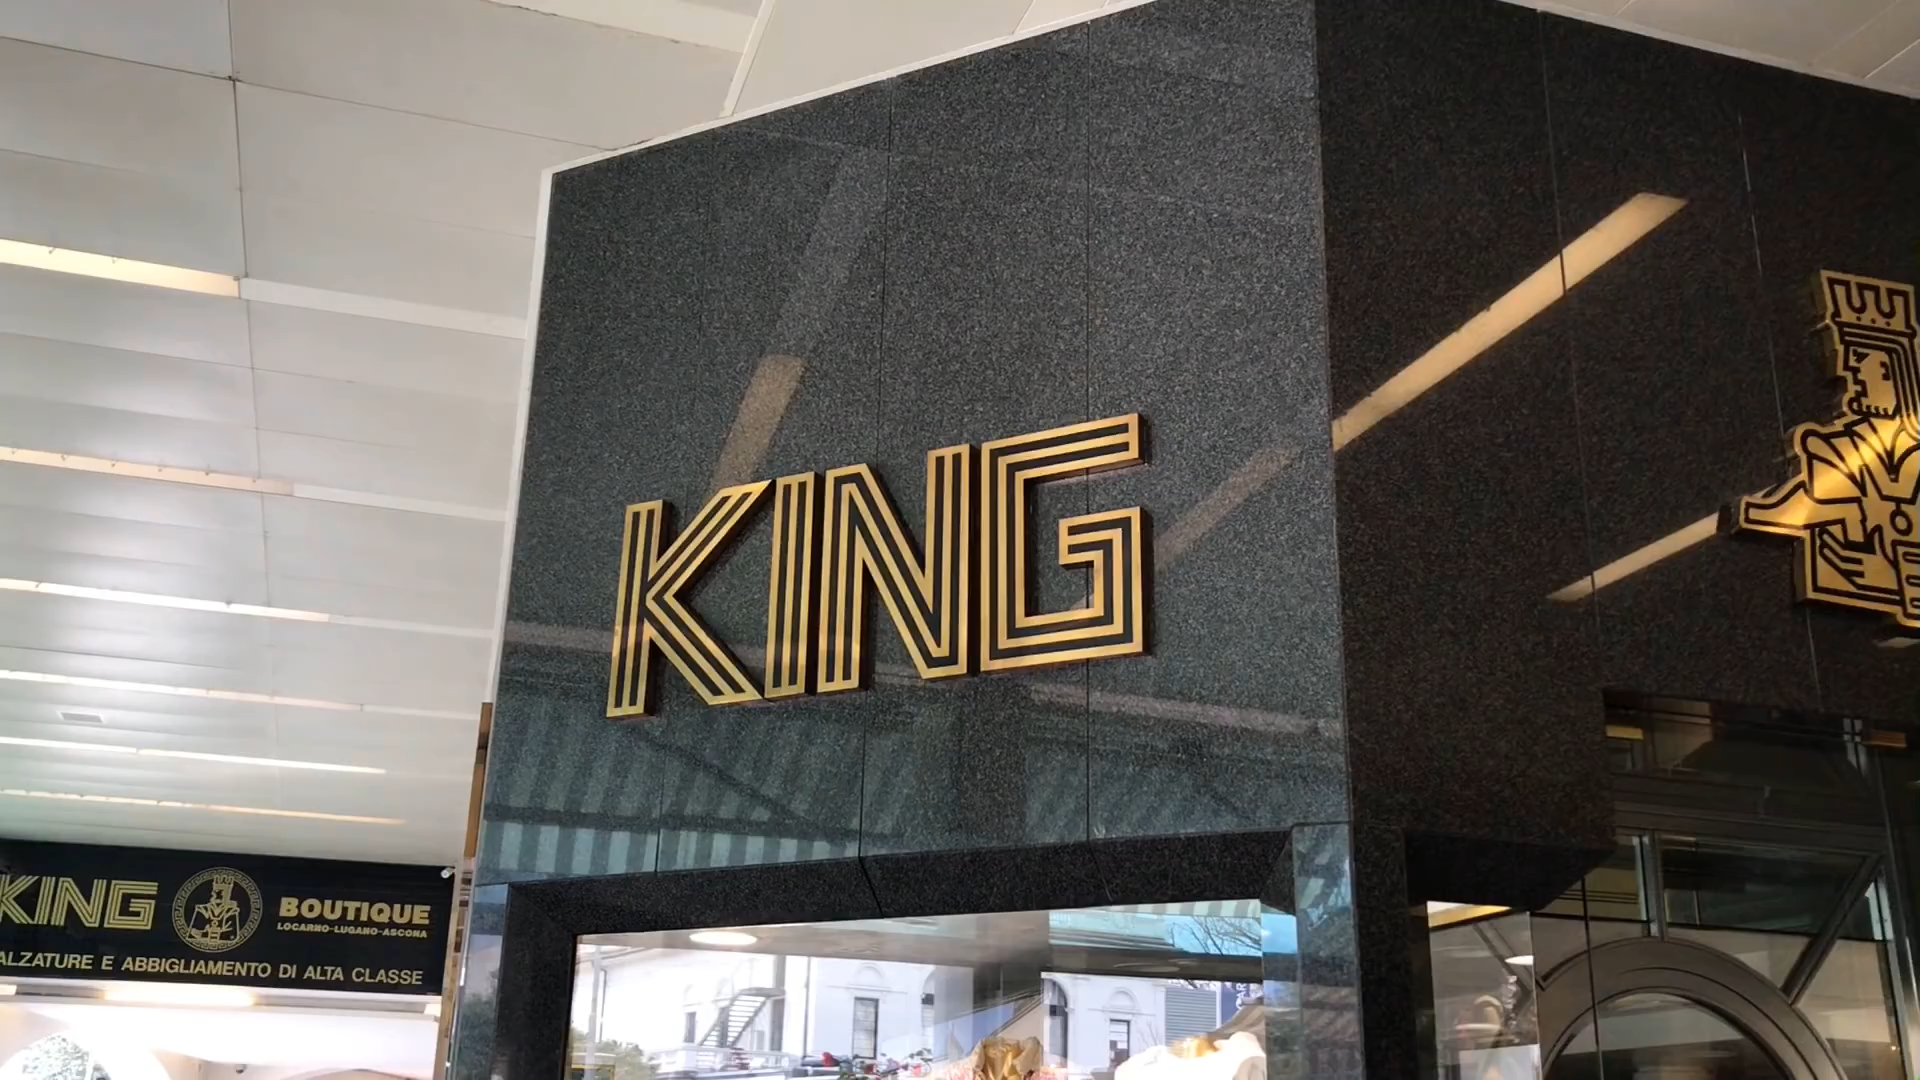 KING
KING
BOUTIQUE
LOCARNO-LUGANO-ASCONA
ALZATURE E ABBIGLIAMENTO DI ALTA CLASSE